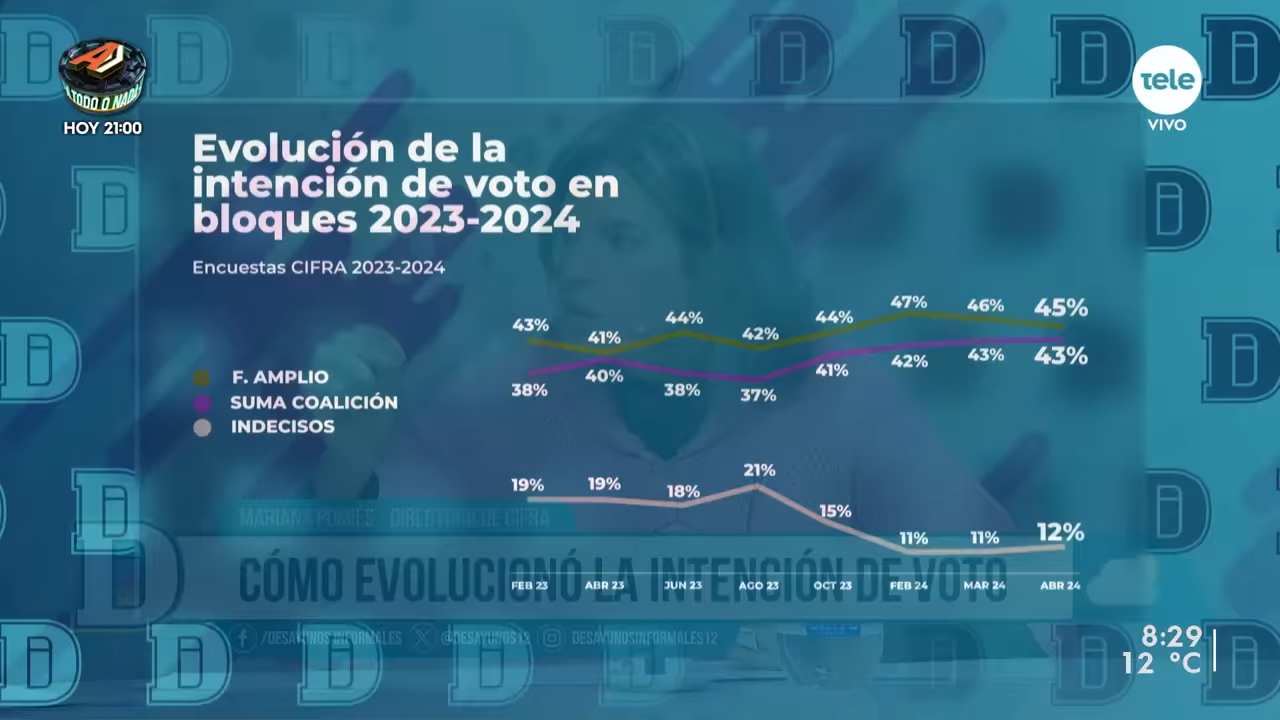 A TODO O NADA
HOY 21:00
tele
VIVO
Evolución de la
intención de voto en
bloques 2023-2024
Encuestas CIFRA 2023-2024
F. AMPLIO
SUMA COALICIÓN
INDECISOS
43% 41% 44% 42% 44% 47% 46% 45%
38% 40% 38% 37% 41% 42% 43% 43%
19% 19% 18% 21% 15% 11% 11% 12%
FEB 23 ABR 23 JUN 23 AGO 23 OCT 23 FEB 24 MAR 24 ABR 24
MARIANA POMIÉS DIRECTORA DE CIFRA
CÓMO EVOLUCIONÓ LA INTENCIÓN DE VOTO
/DESAYUNOSINFORMALES @DESAYUNOS12 DESAYUNOSINFORMALES12
8:29
12 °C